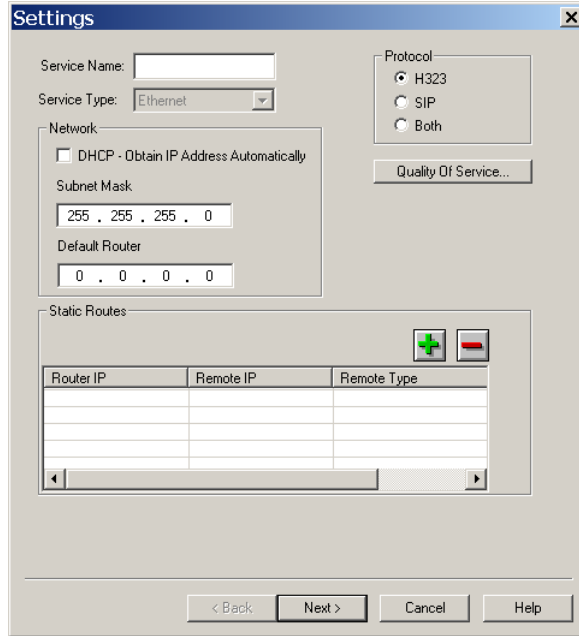 Settings
Service Name:
Service Type: Ethernet
Protocol
H323
SIP
Both
Network
DHCP - Obtain IP Address Automatically
Subnet Mask
255 . 255 . 255 . 0
Default Router
0 . 0 . 0 . 0
Quality Of Service...
Static Routes
Router IP Remote IP Remote Type
< Back Next > Cancel Help